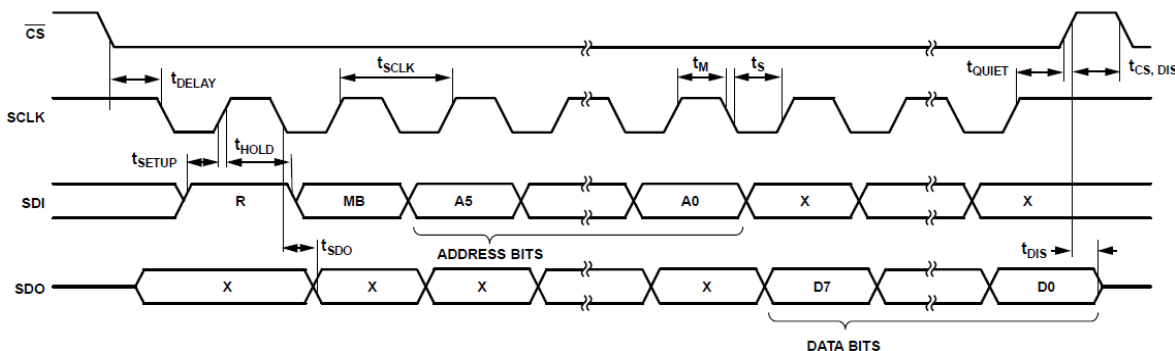 CS
tDELAY
tSCLK
tM
tS
tQUIET
tCS, DIS
SCLK
tSETUP
tHOLD
SDI
R
MB
A5
A0
X
X
tSDO
ADDRESS BITS
tDIS
SDO
X
X
X
X
D7
D0
DATA BITS